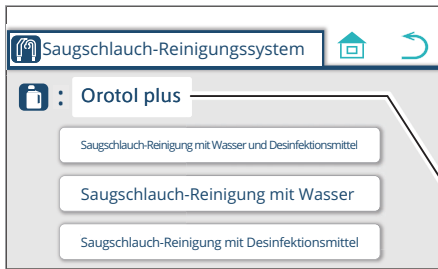 Saugschlauch-Reinigungssystem
: Orotol plus
Saugschlauch-Reinigung mit Wasser und Desinfektionsmittel
Saugschlauch-Reinigung mit Wasser
Saugschlauch-Reinigung mit Desinfektionsmittel